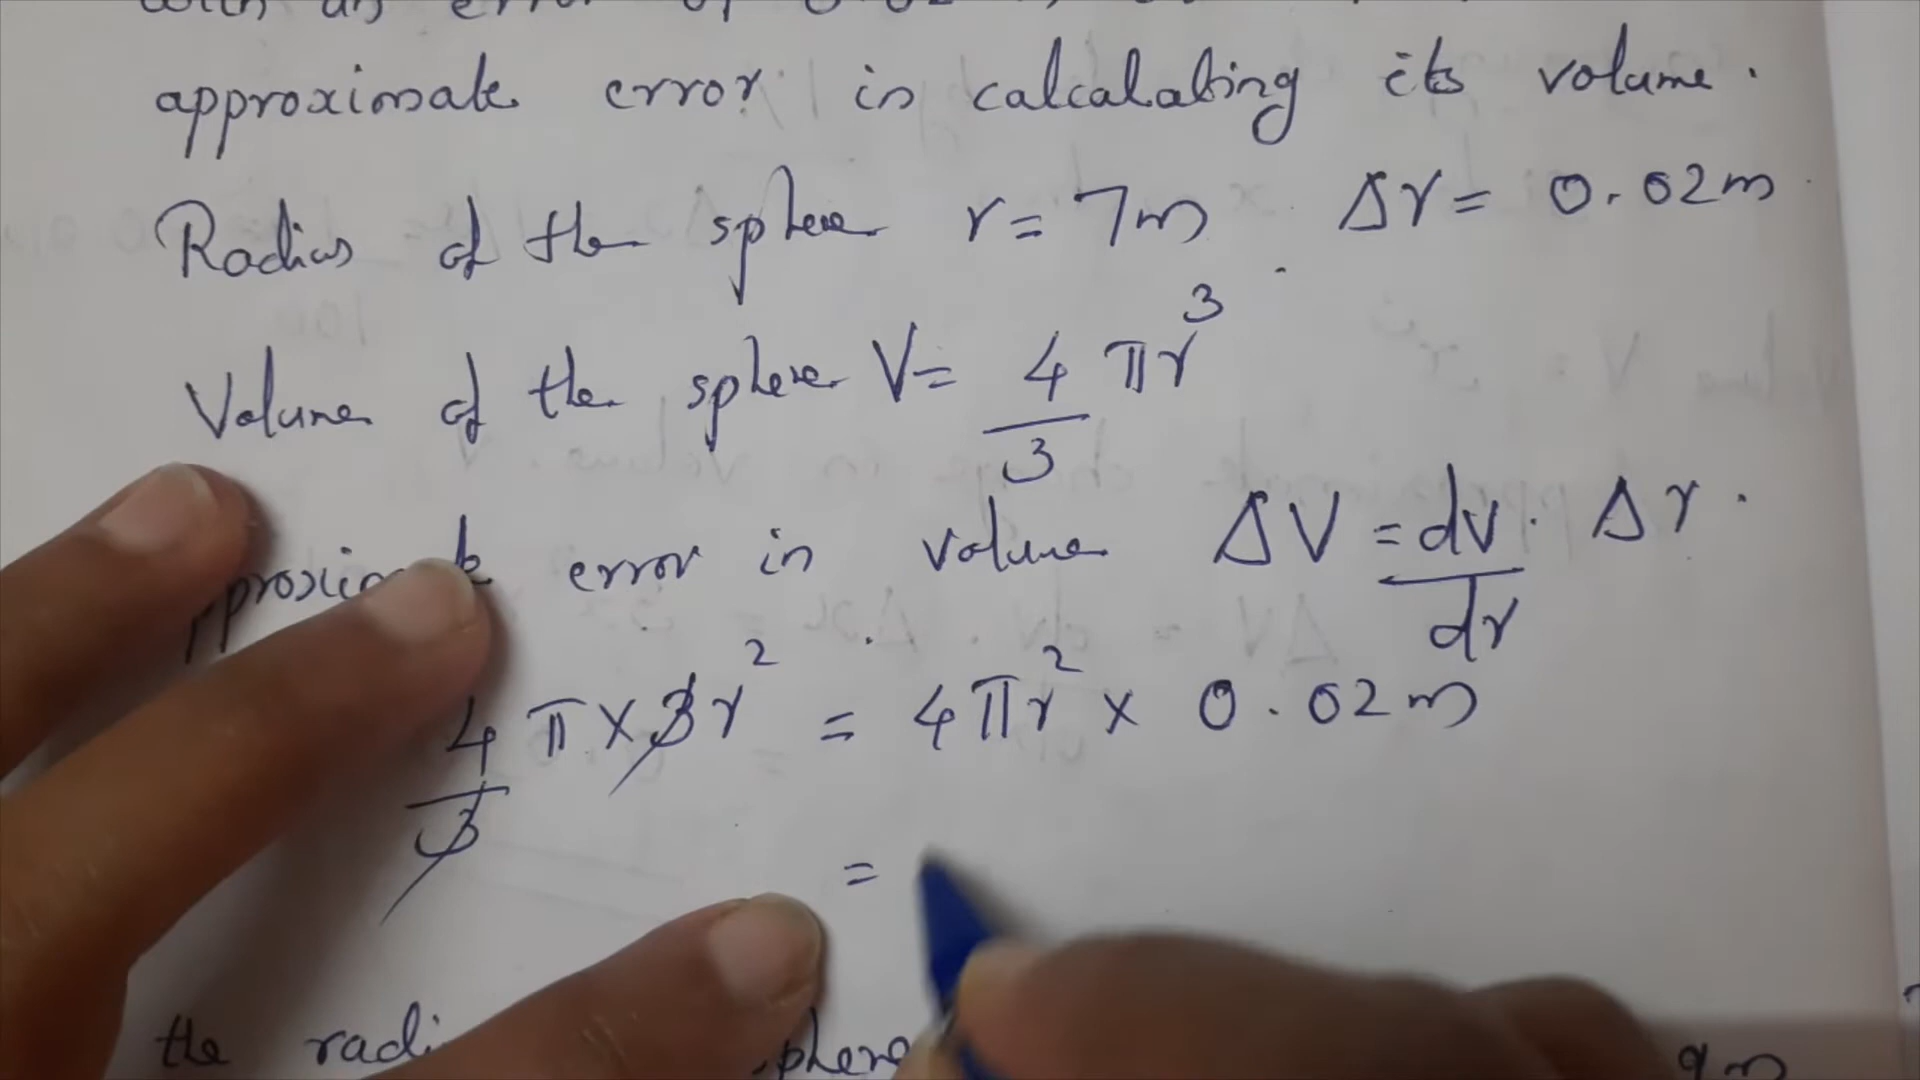 approximate error in calculating its volume.
Radius of the sphere r = 7m . Δr = 0.02m
Volume of the sphere V = 4/3 πr³
error in volume ΔV = dv/dr . Δr .
4/3 π × 3r² = 4πr² × 0.02m
=
the
9m